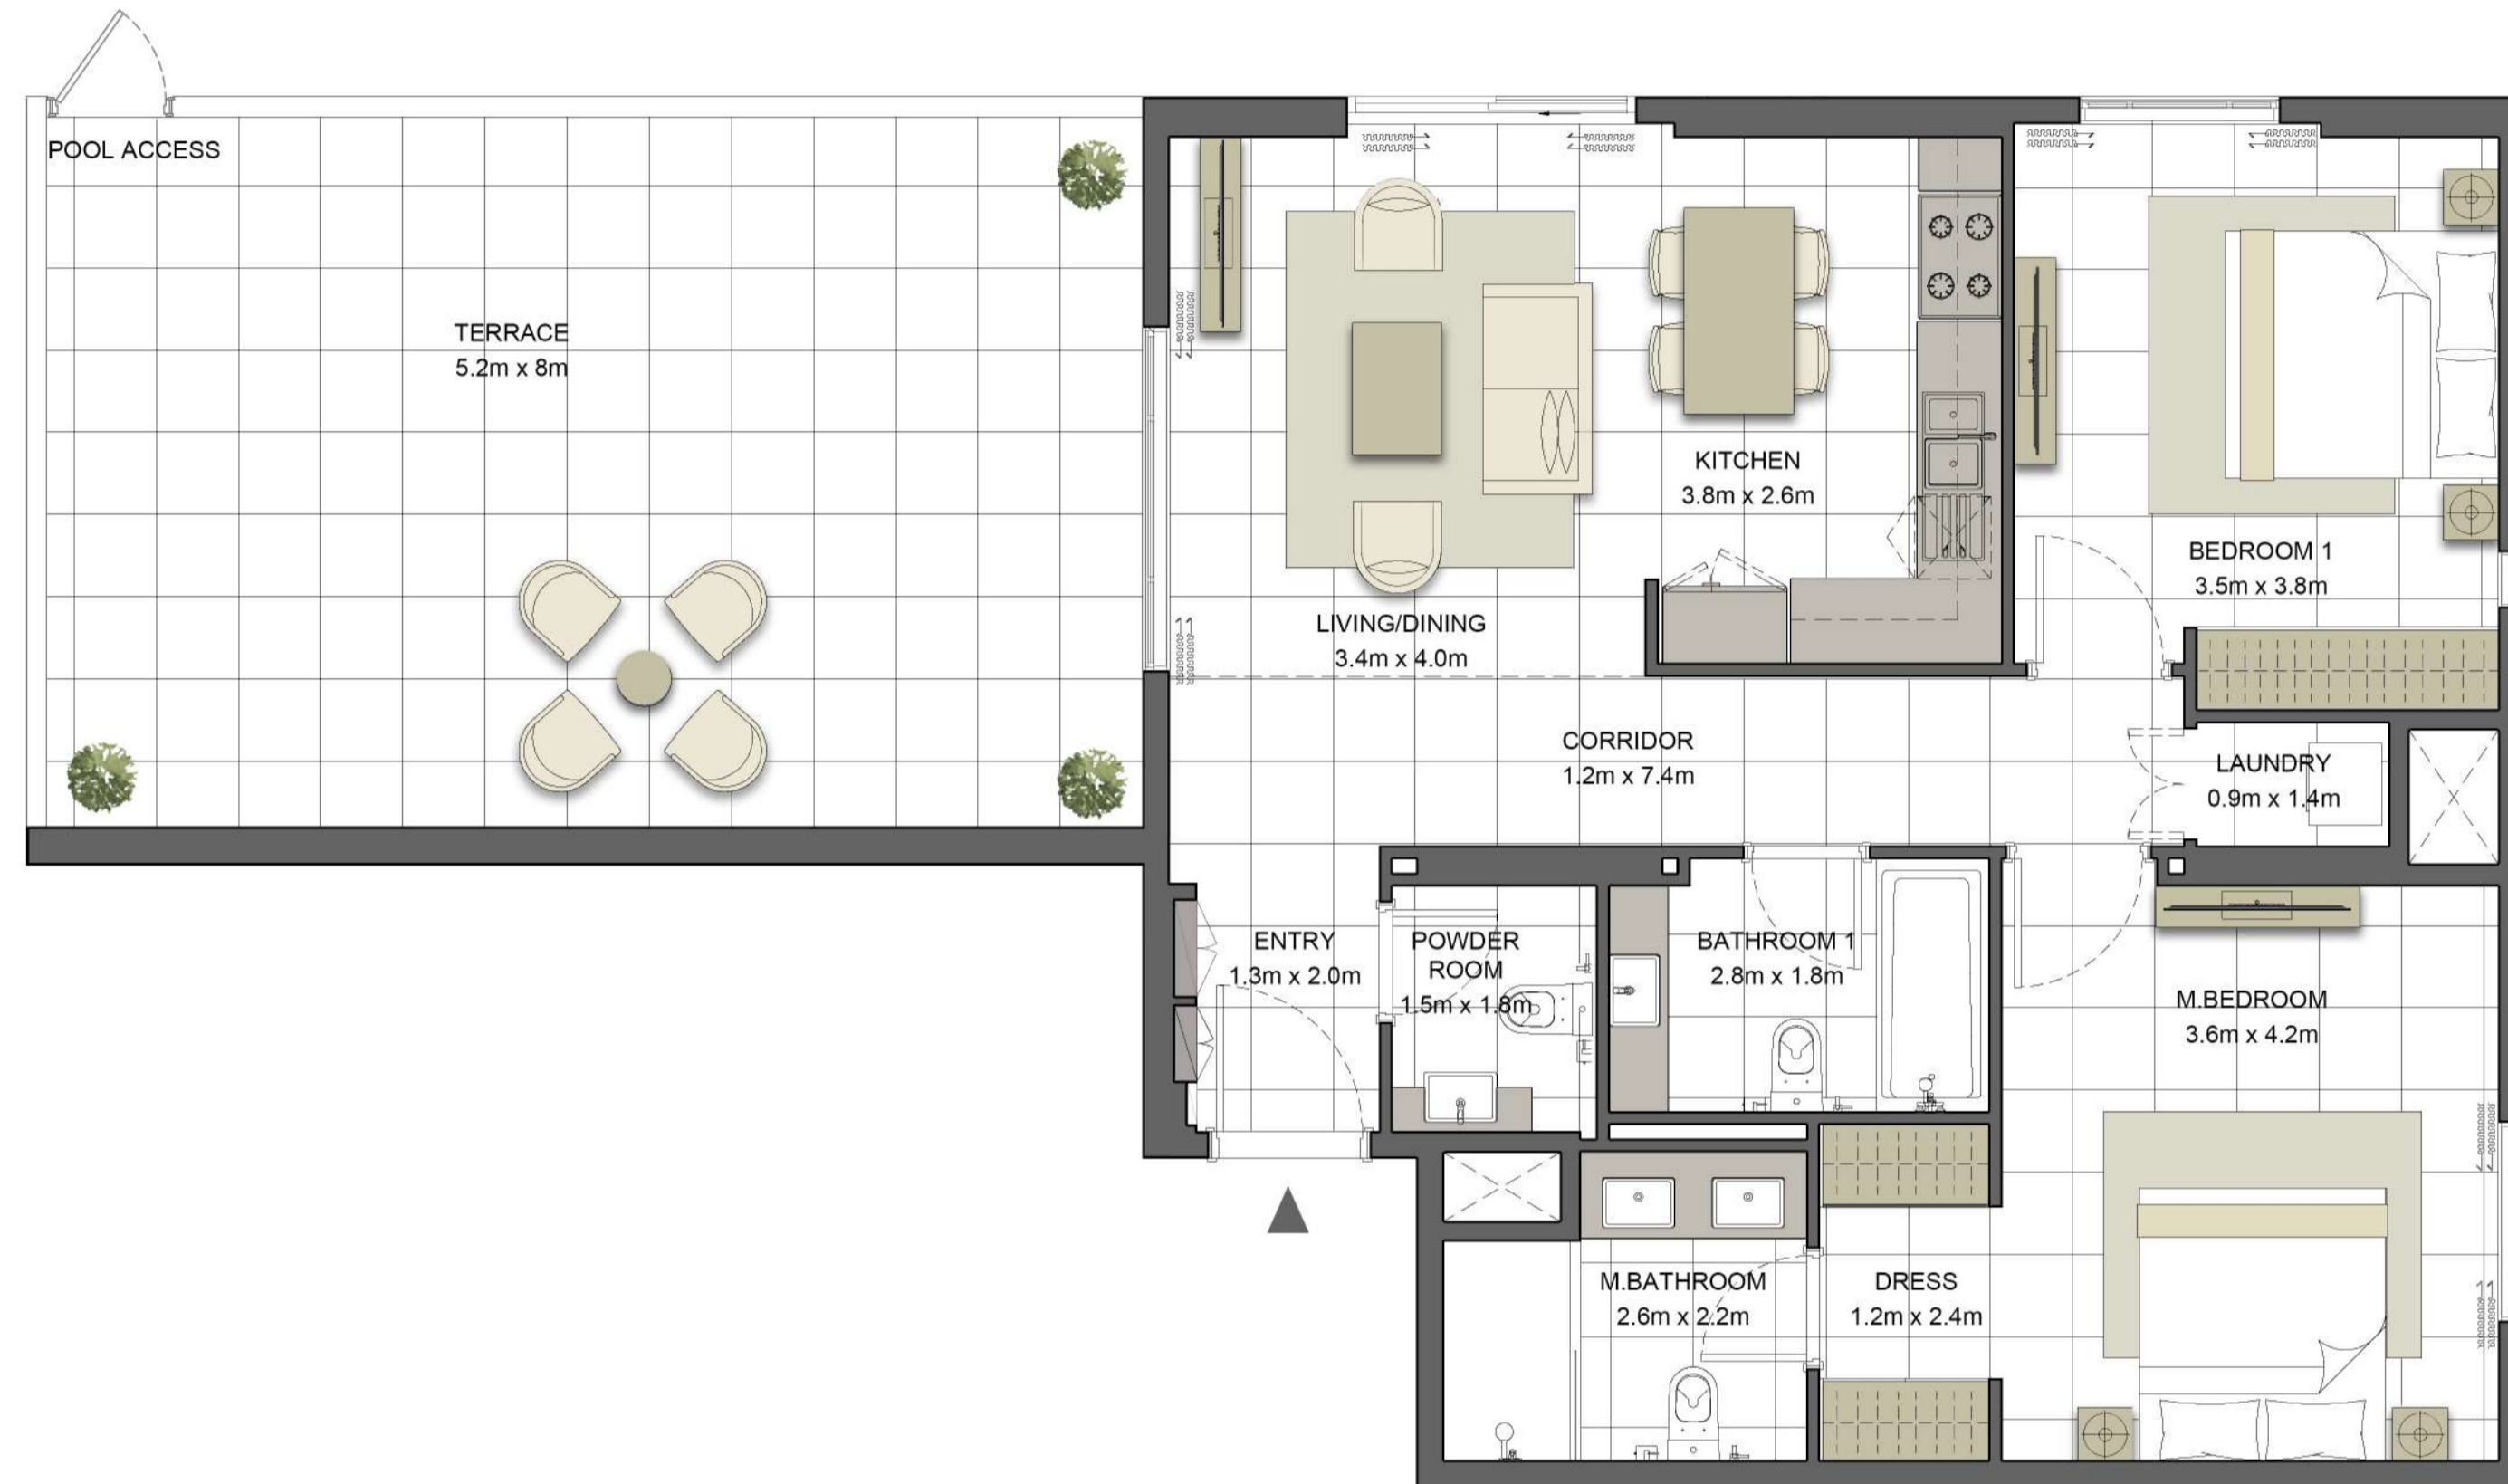 POOL ACCESS
TERRACE
5.2m x 8m
KITCHEN
3.8m x 2.6m
BEDROOM 1
3.5m x 3.8m
LIVING/DINING
3.4m x 4.0m
CORRIDOR
1.2m x 7.4m
LAUNDRY
0.9m x 1.4m
ENTRY
1.3m x 2.0m
POWDER
ROOM
1.5m x 1.8m
BATHROOM 1
2.8m x 1.8m
M.BEDROOM
3.6m x 4.2m
M.BATHROOM
2.6m x 2.2m
DRESS
1.2m x 2.4m